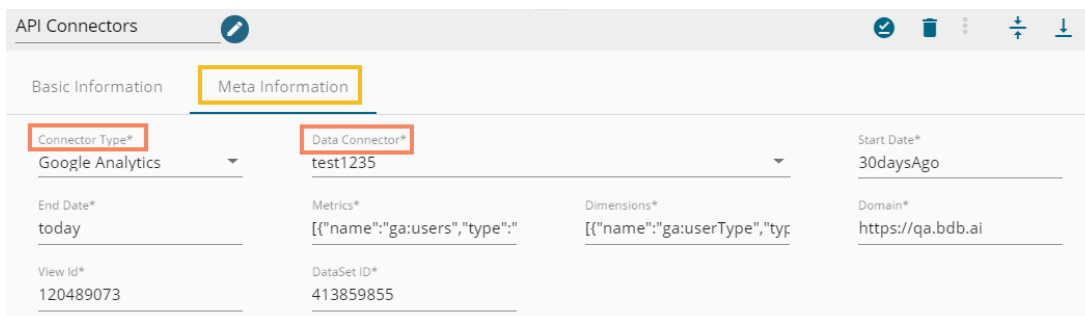 API Connectors
Basic Information Meta Information
Connector Type* Data Connector* Start Date*
Google Analytics test1235 30daysAgo
End Date* Metrics* Dimensions* Domain*
today [{"name":"ga:users","type":" [{"name":"ga:userType","typ https://qa.bdb.ai
View Id* DataSet ID*
120489073 413859855